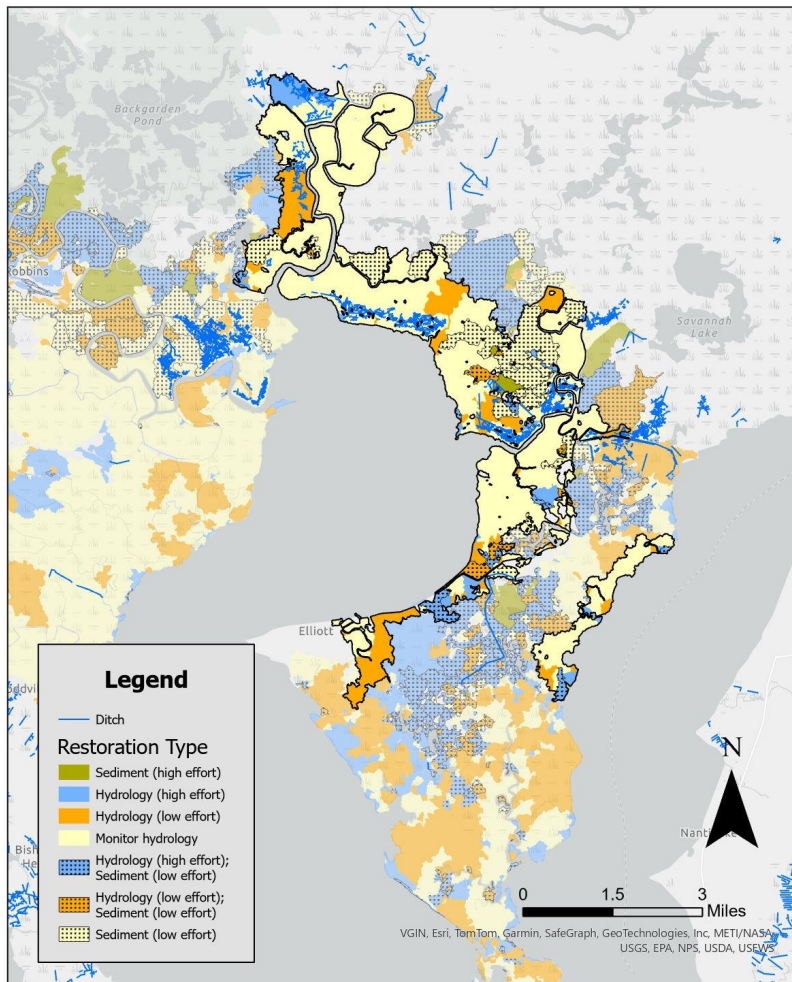 Backgarden
Pond
Robbins
Savannah
Lake
Elliott
Legend
Ditch
Restoration Type
Sediment (high effort)
Hydrology (high effort)
Hydrology (low effort)
Monitor hydrology
Hydrology (high effort);
Sediment (low effort)
Hydrology (low effort);
Sediment (low effort)
Sediment (low effort)
N
0 1.5 3
Miles
VGIN, Esri, TomTom, Garmin, SafeGraph, GeoTechnologies, Inc, METI/NASA,
USGS, EPA, NPS, USDA, USFWS